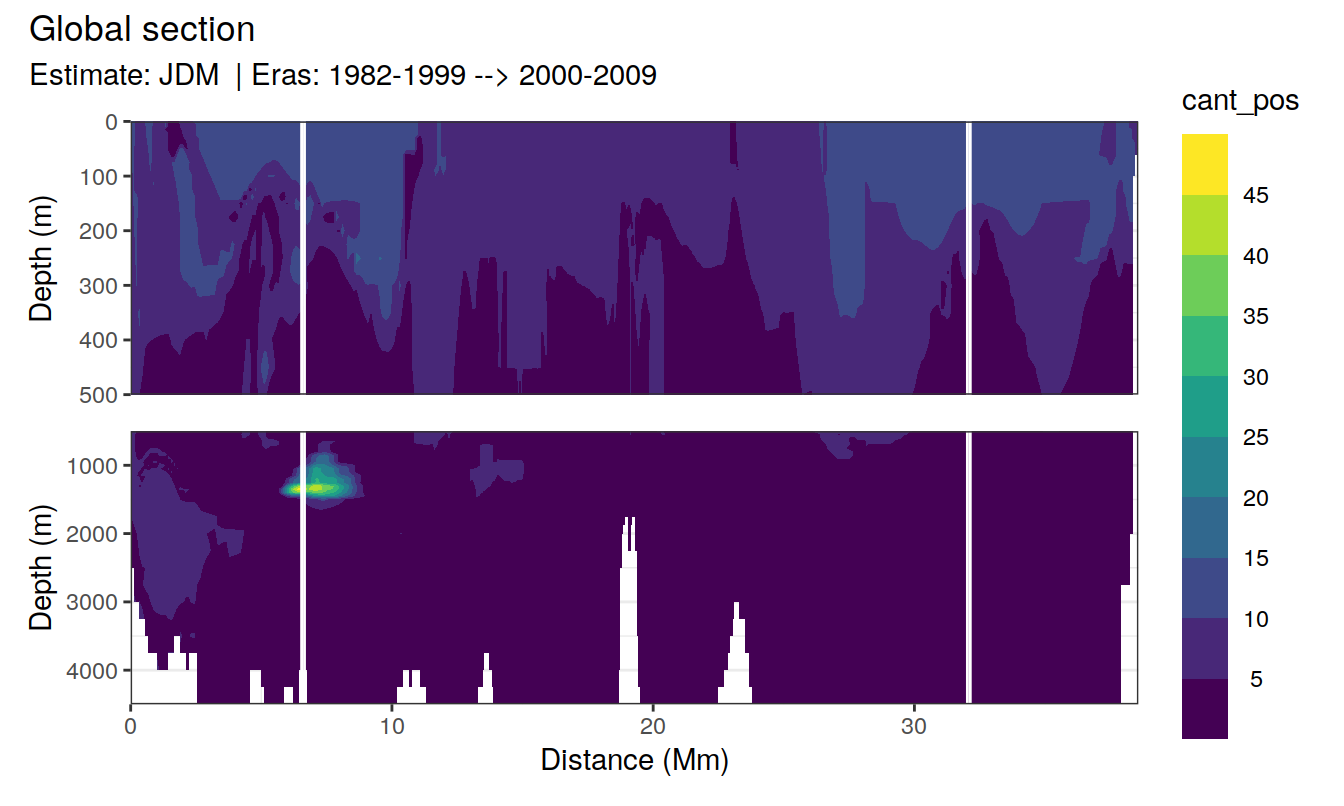 Global section
Estimate: JDM | Eras: 1982-1999 --> 2000-2009
cant_pos
45
40
35
30
25
20
15
10
5
Depth (m)
0
100
200
300
400
500
Depth (m)
1000
2000
3000
4000
0 10 20 30
Distance (Mm)